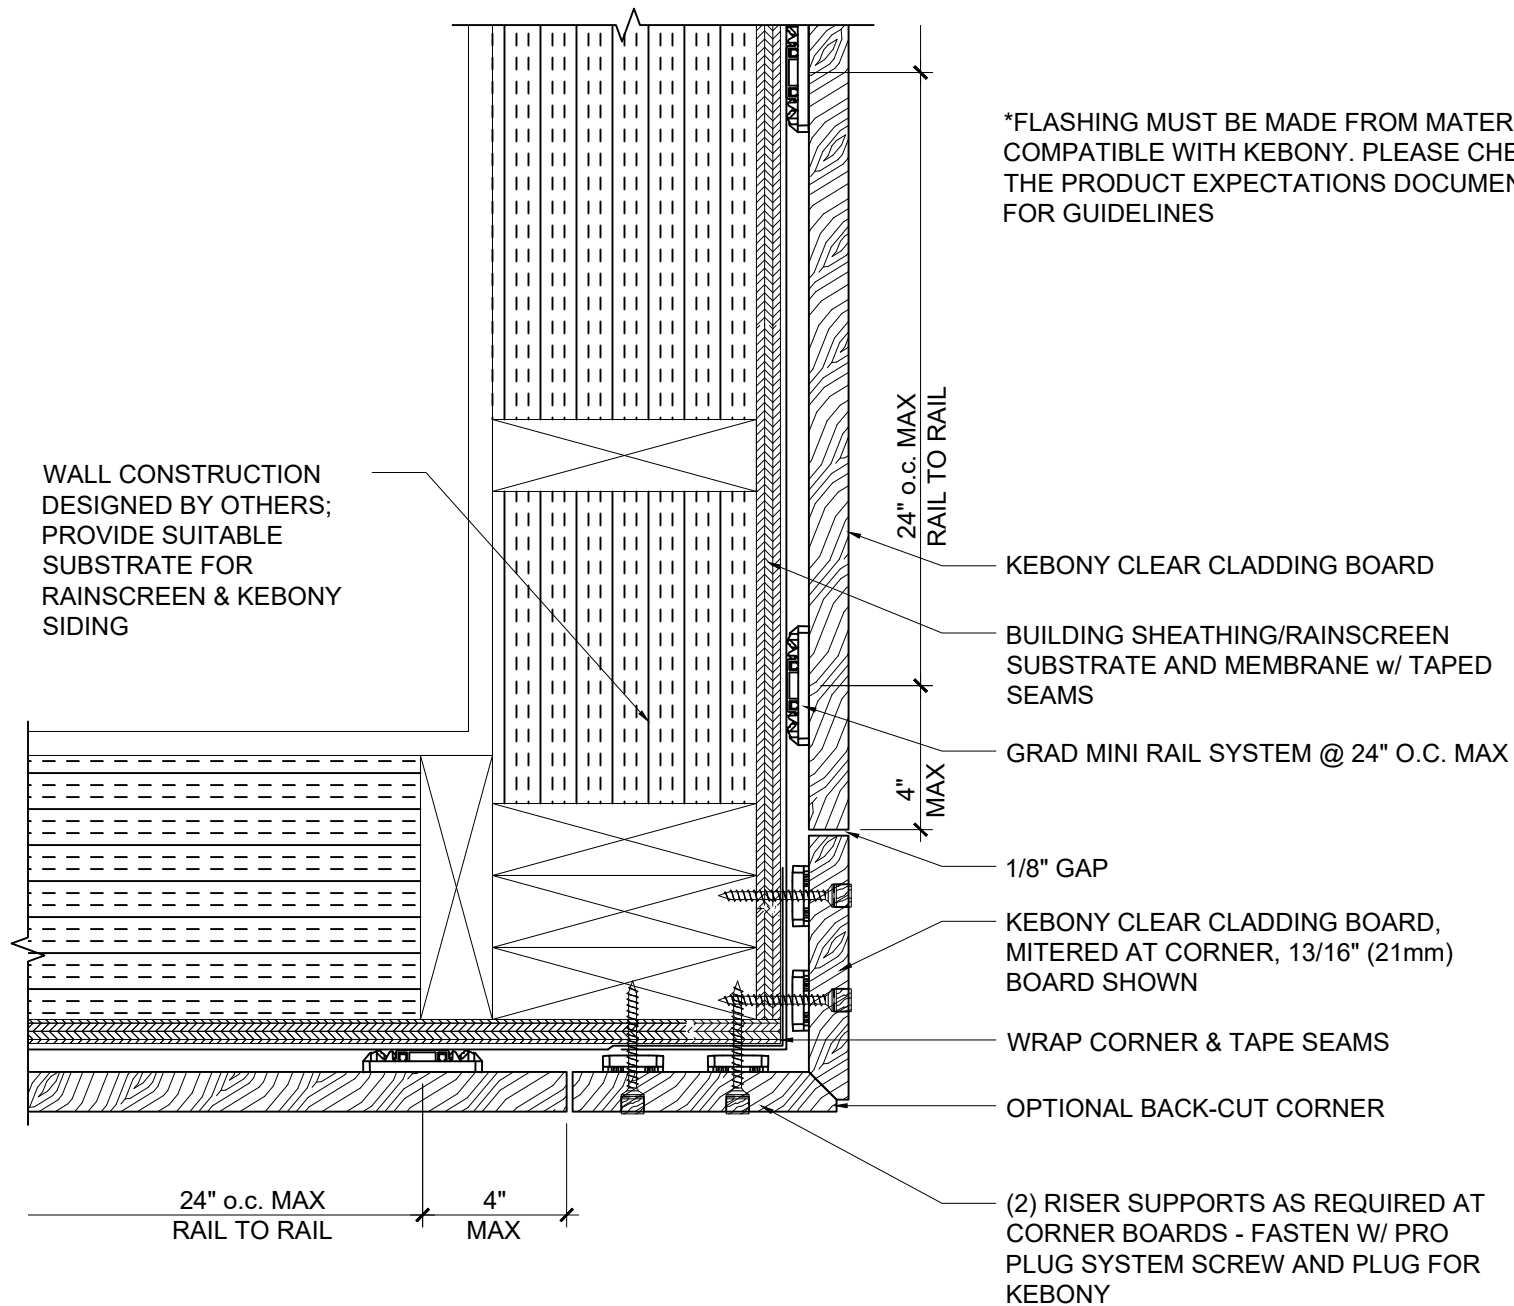 *FLASHING MUST BE MADE FROM MATER
COMPATIBLE WITH KEBONY. PLEASE CHE
THE PRODUCT EXPECTATIONS DOCUMEN
FOR GUIDELINES
WALL CONSTRUCTION
DESIGNED BY OTHERS;
PROVIDE SUITABLE
SUBSTRATE FOR
RAINSCREEN & KEBONY
SIDING
24" o.c. MAX
RAIL TO RAIL
KEBONY CLEAR CLADDING BOARD
BUILDING SHEATHING/RAINSCREEN
SUBSTRATE AND MEMBRANE w/ TAPED
SEAMS
GRAD MINI RAIL SYSTEM @ 24" O.C. MAX
4"
MAX
1/8" GAP
KEBONY CLEAR CLADDING BOARD,
MITERED AT CORNER, 13/16" (21mm)
BOARD SHOWN
WRAP CORNER & TAPE SEAMS
OPTIONAL BACK-CUT CORNER
24" o.c. MAX
RAIL TO RAIL
4"
MAX
(2) RISER SUPPORTS AS REQUIRED AT
CORNER BOARDS - FASTEN W/ PRO
PLUG SYSTEM SCREW AND PLUG FOR
KEBONY